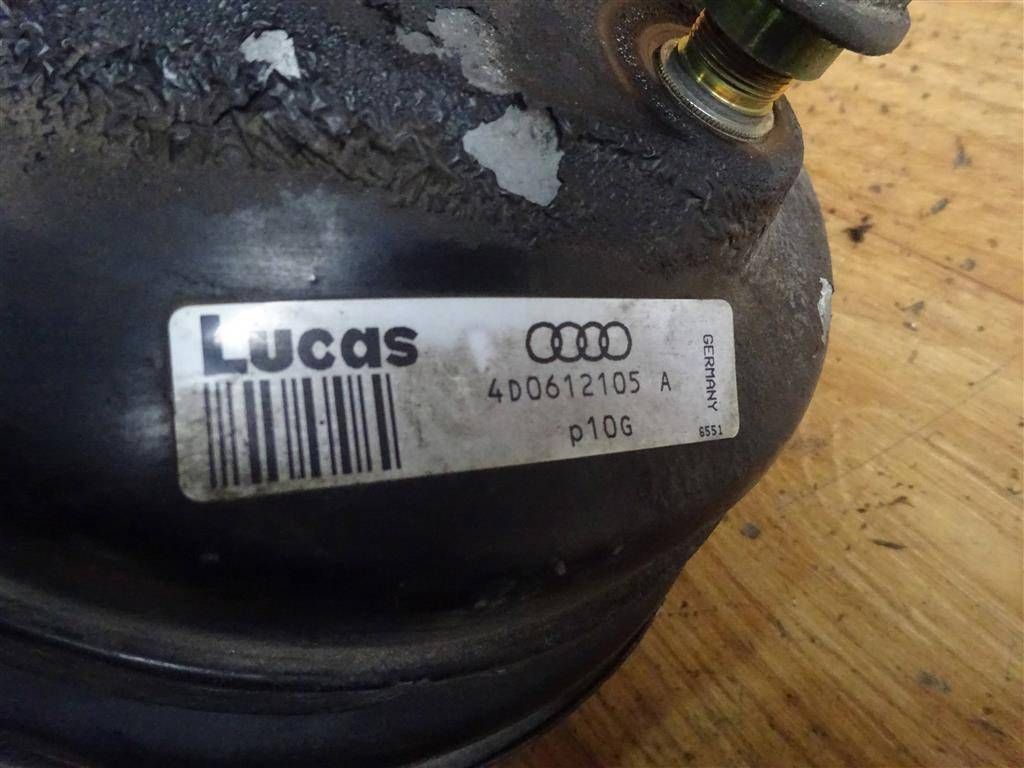 Lucas
4D0612105 A
p10G
GERMANY
6551